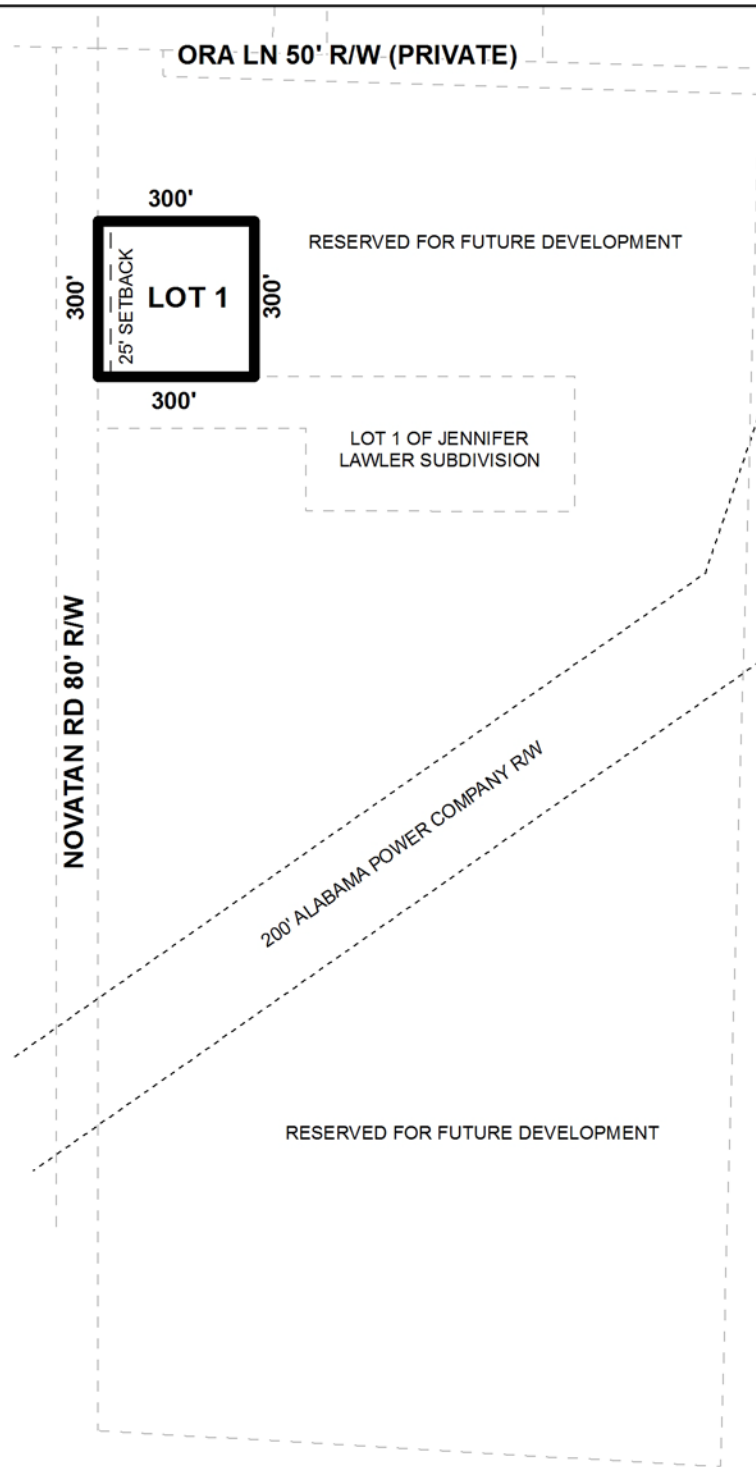 ORA LN 50' R/W (PRIVATE)
300'
RESERVED FOR FUTURE DEVELOPMENT
300'
25' SETBACK
LOT 1
300'
300'
LOT 1 OF JENNIFER
LAWLER SUBDIVISION
NOVATAN RD 80' R/W
200' ALABAMA POWER COMPANY R/W
RESERVED FOR FUTURE DEVELOPMENT